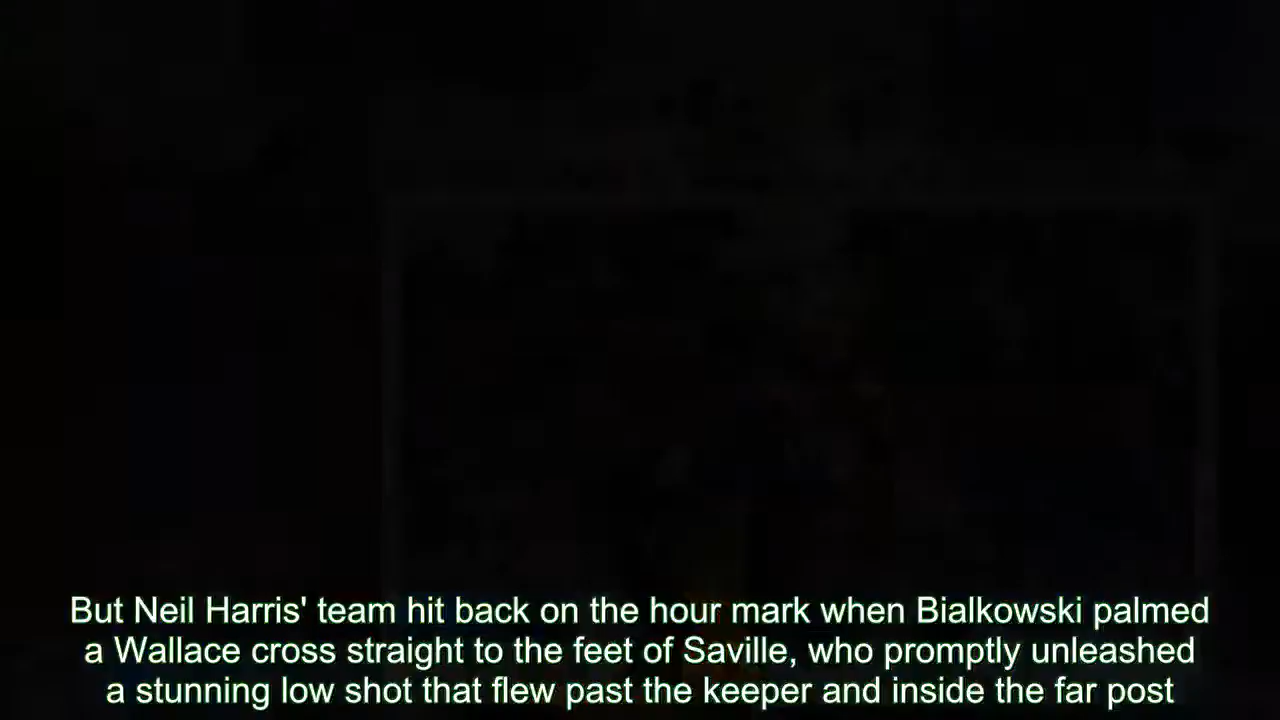 But Neil Harris' team hit back on the hour mark when Bialkowski palmed
a Wallace cross straight to the feet of Saville, who promptly unleashed
a stunning low shot that flew past the keeper and inside the far post